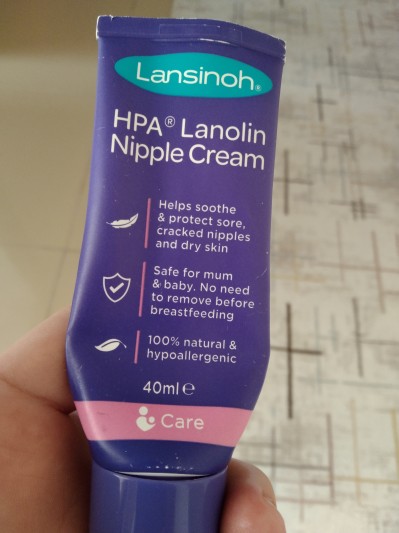 Lansinoh®
HPA® Lanolin
Nipple Cream
Helps soothe
& protect sore,
cracked nipples
and dry skin
Safe for mum
& baby. No need
to remove before
breastfeeding
100% natural &
hypoallergenic
40ml e
Care